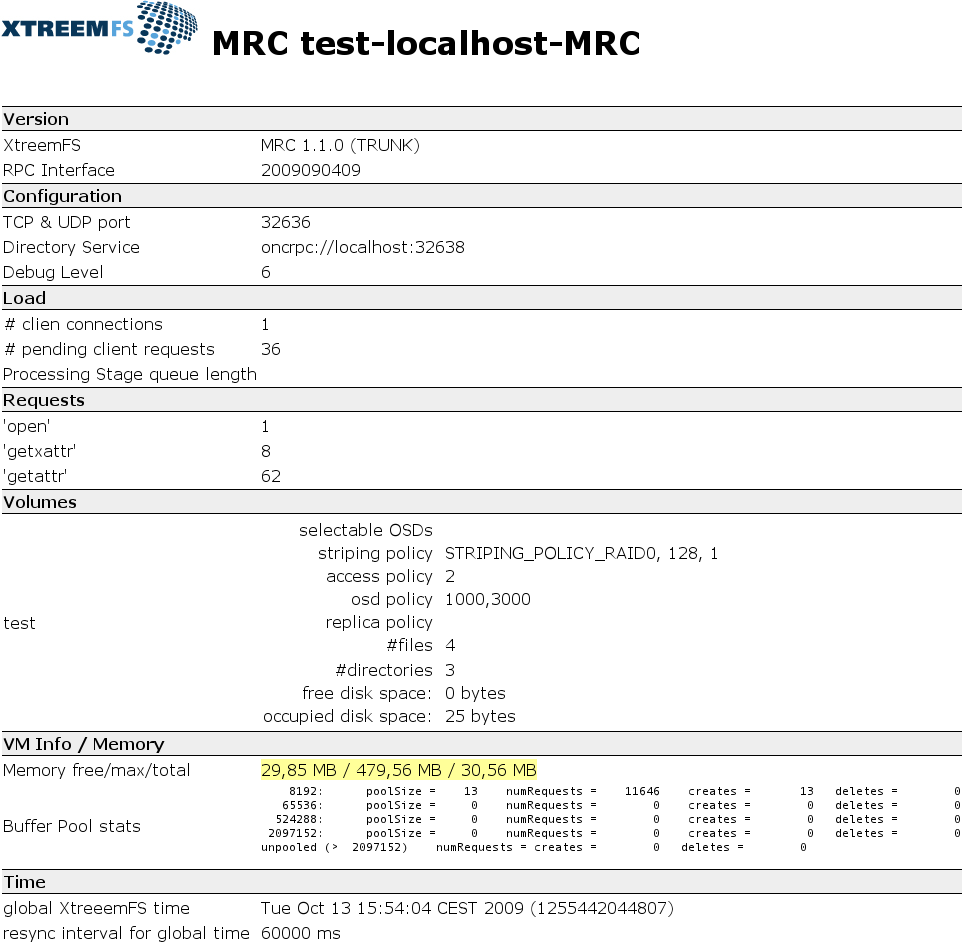 XTREEMFS
MRC test-localhost-MRC
Version
XtreemFS MRC 1.1.0 (TRUNK)
RPC Interface 2009090409
Configuration
TCP & UDP port 32636
Directory Service oncrpc://localhost:32638
Debug Level 6
Load
# clien connections 1
# pending client requests 36
Processing Stage queue length
Requests
'open' 1
'getxattr' 8
'getattr' 62
Volumes
selectable OSDs
striping policy STRIPING_POLICY_RAID0, 128, 1
access policy 2
osd policy 1000,3000
test
replica policy
#files 4
#directories 3
free disk space: 0 bytes
occupied disk space: 25 bytes
VM Info / Memory
Memory free/max/total 29,85 MB / 479,56 MB / 30,56 MB
Buffer Pool stats
8192: poolSize = 13 numRequests = 11646 creates = 13 deletes = 0
65536: poolSize = 0 numRequests = 0 creates = 0 deletes = 0
524288: poolSize = 0 numRequests = 0 creates = 0 deletes = 0
2097152: poolSize = 0 numRequests = 0 creates = 0 deletes = 0
unpooled (> 2097152) numRequests = creates = 0 deletes = 0
Time
global XtreeemFS time Tue Oct 13 15:54:04 CEST 2009 (1255442044807)
resync interval for global time 60000 ms